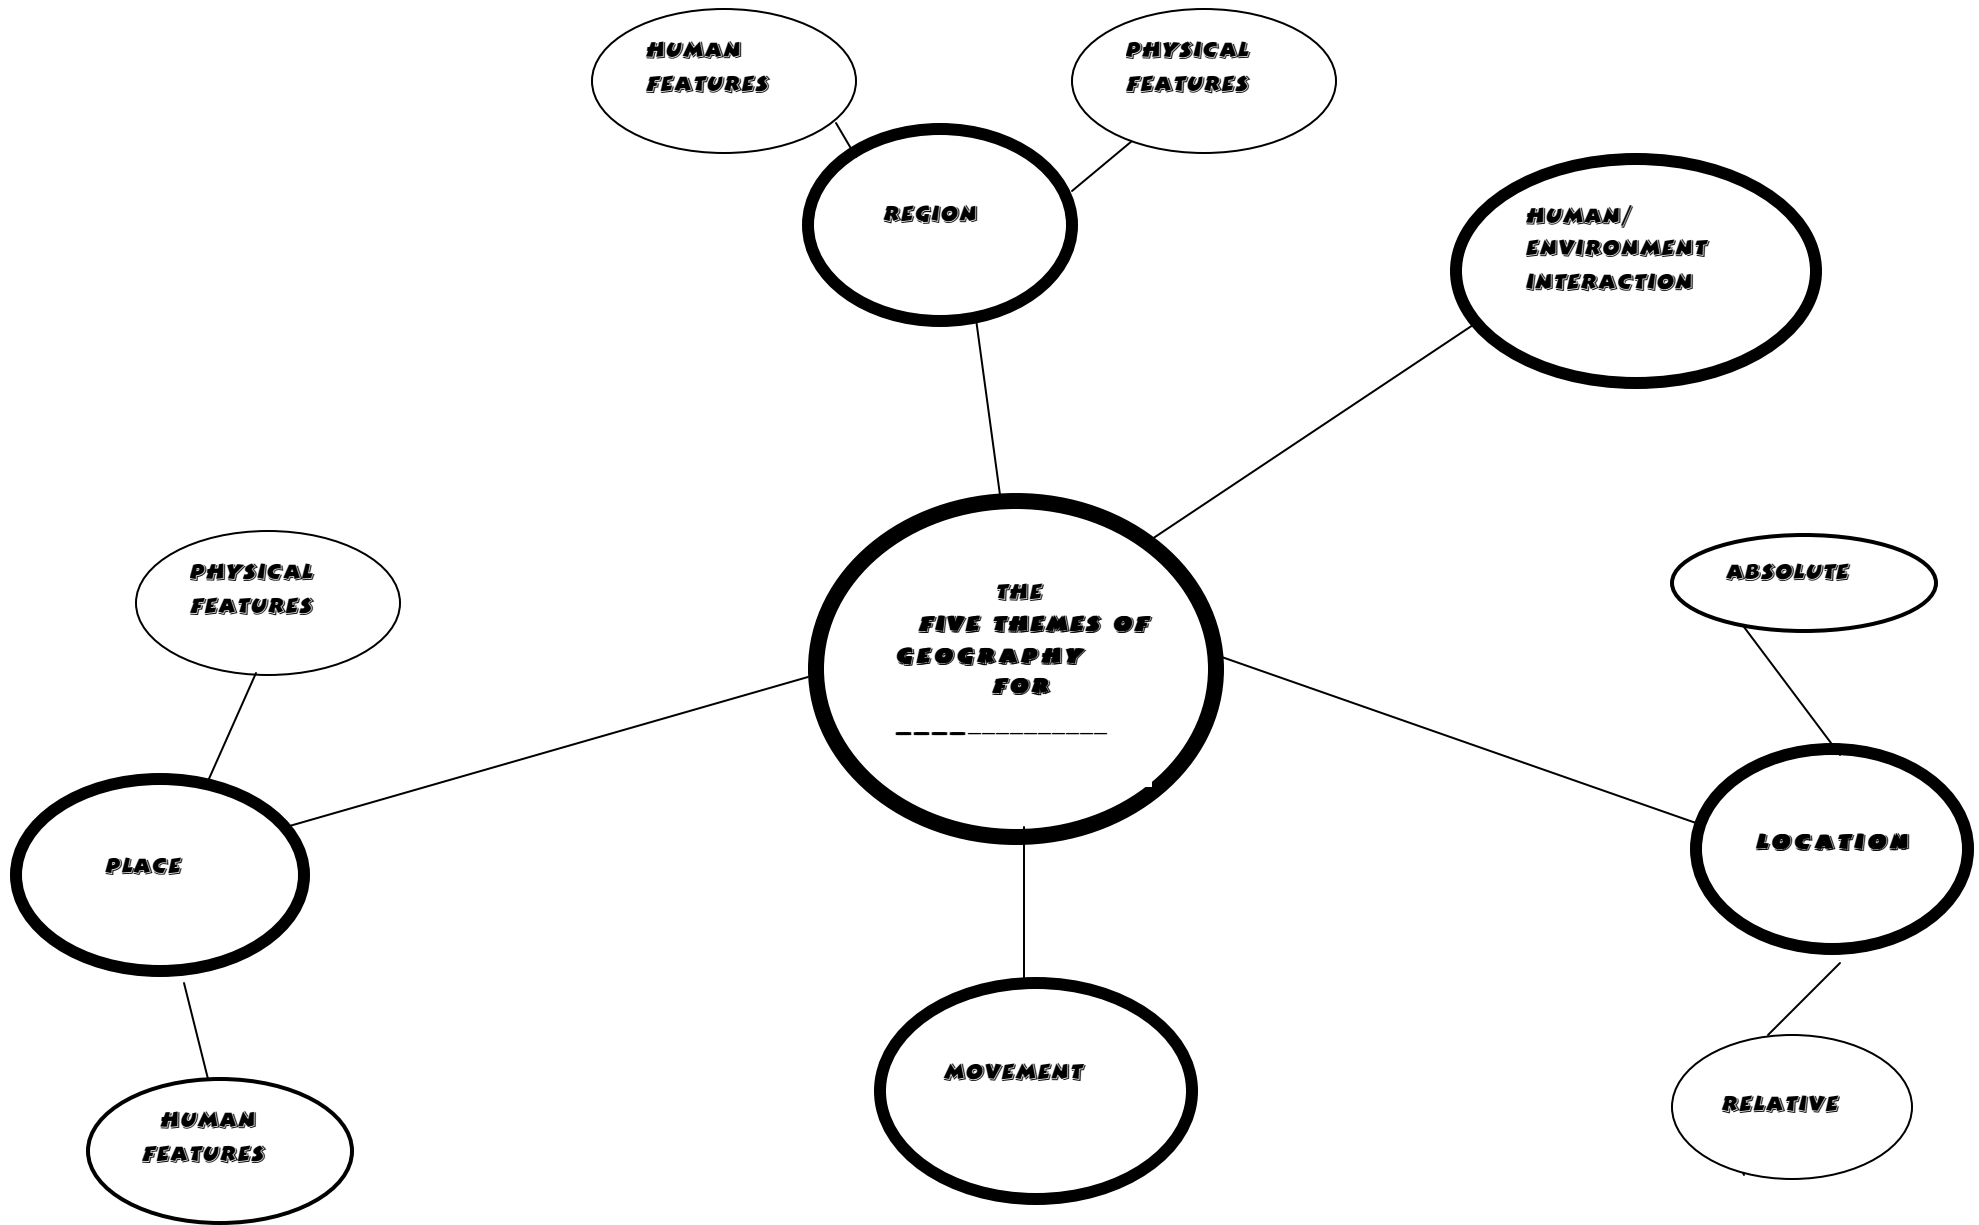 HUMAN
FEATURES
PHYSICAL
FEATURES
REGION
HUMAN/
ENVIRONMENT
INTERACTION
PHYSICAL
FEATURES
THE
FIVE THEMES OF
GEOGRAPHY
FOR
______________
ABSOLUTE
PLACE
LOCATION
HUMAN
FEATURES
MOVEMENT
RELATIVE